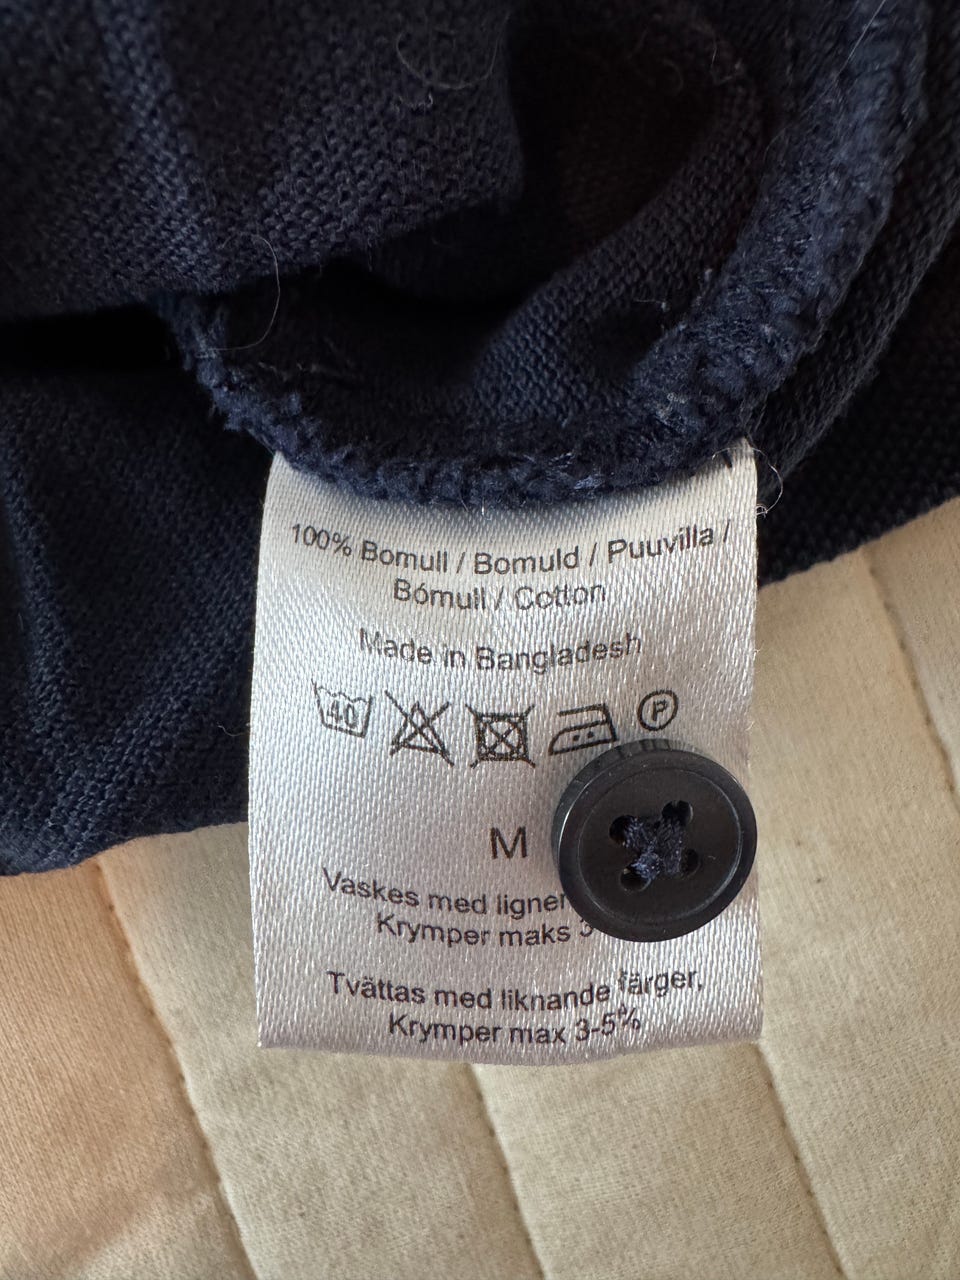 100% Bomull / Bomuld / Puuvilla /
Bómull / Cotton
Made in Bangladesh
40 P
M
Vaskes med
Krymper maks
Tvättas med liknande färger,
Krymper max 3-5%